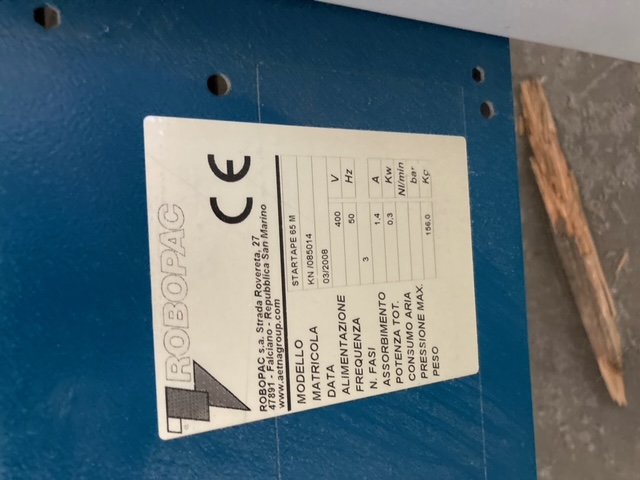 ROBOPAC
ROBOPAC s.a. Strada Rovereta, 27
47891 - Falciano - Repubblica San Marino
www.aetnagroup.com
CE
MODELLO STARTAPE 65 M
MATRICOLA KN /085014
DATA 03/2008
ALIMENTAZIONE 400 V
FREQUENZA 50 Hz
N. FASI 3
ASSORBIMENTO 1,4 A
POTENZA TOT. 0,3 Kw
CONSUMO ARIA Nl/min
PRESSIONE MAX. bar
PESO 156,0 Kg